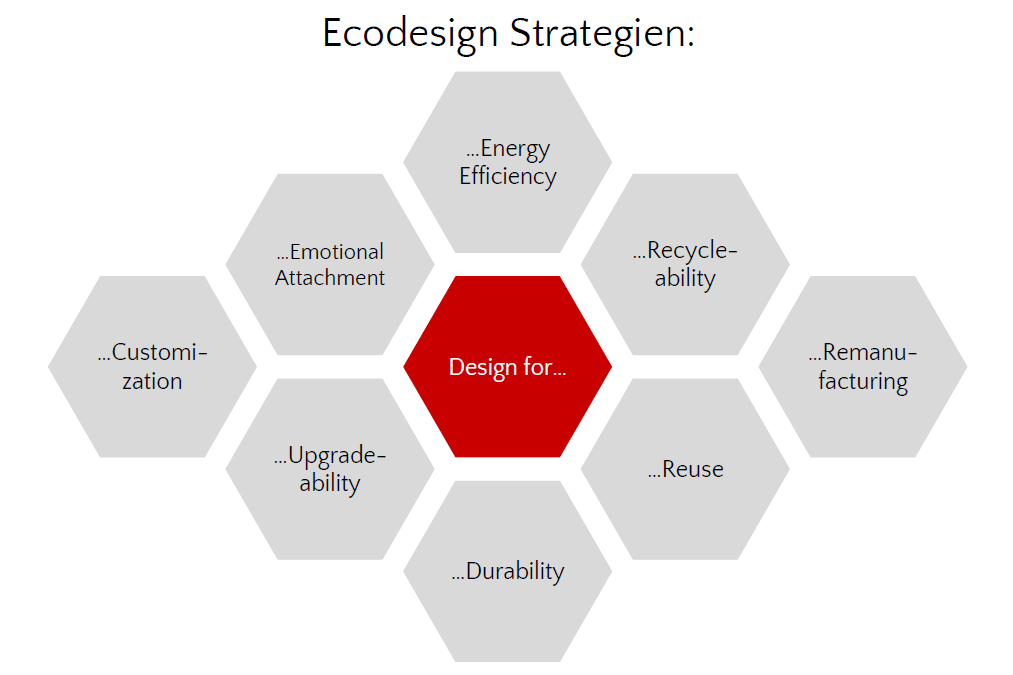 Ecodesign Strategien:
...Energy
Efficiency
...Emotional
Attachment
...Recycle-
ability
...Customi-
zation
Design for...
...Remanu-
facturing
...Upgrade-
ability
...Reuse
...Durability